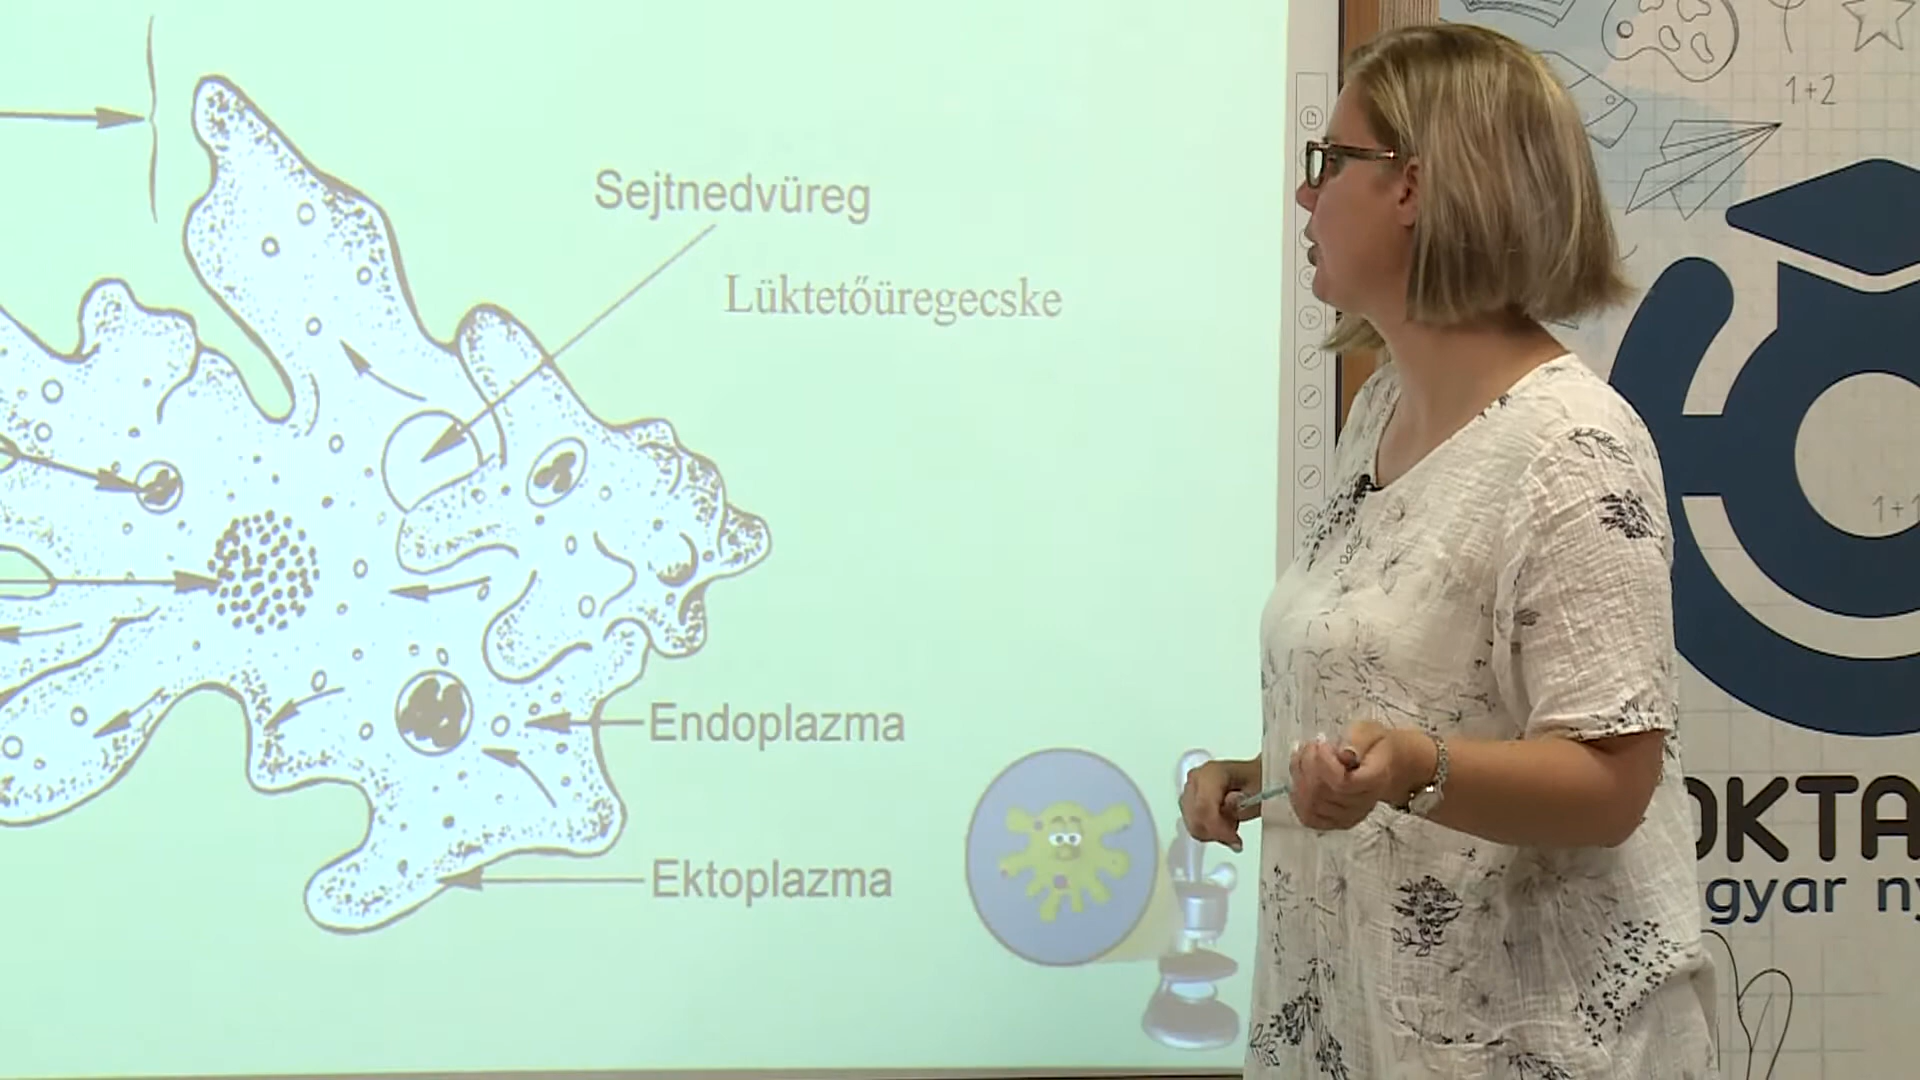 Sejtnedvüreg
Lüktetőüregecske
Endoplazma
Ektoplazma
1+2
1+1
OKTA
gyar ny